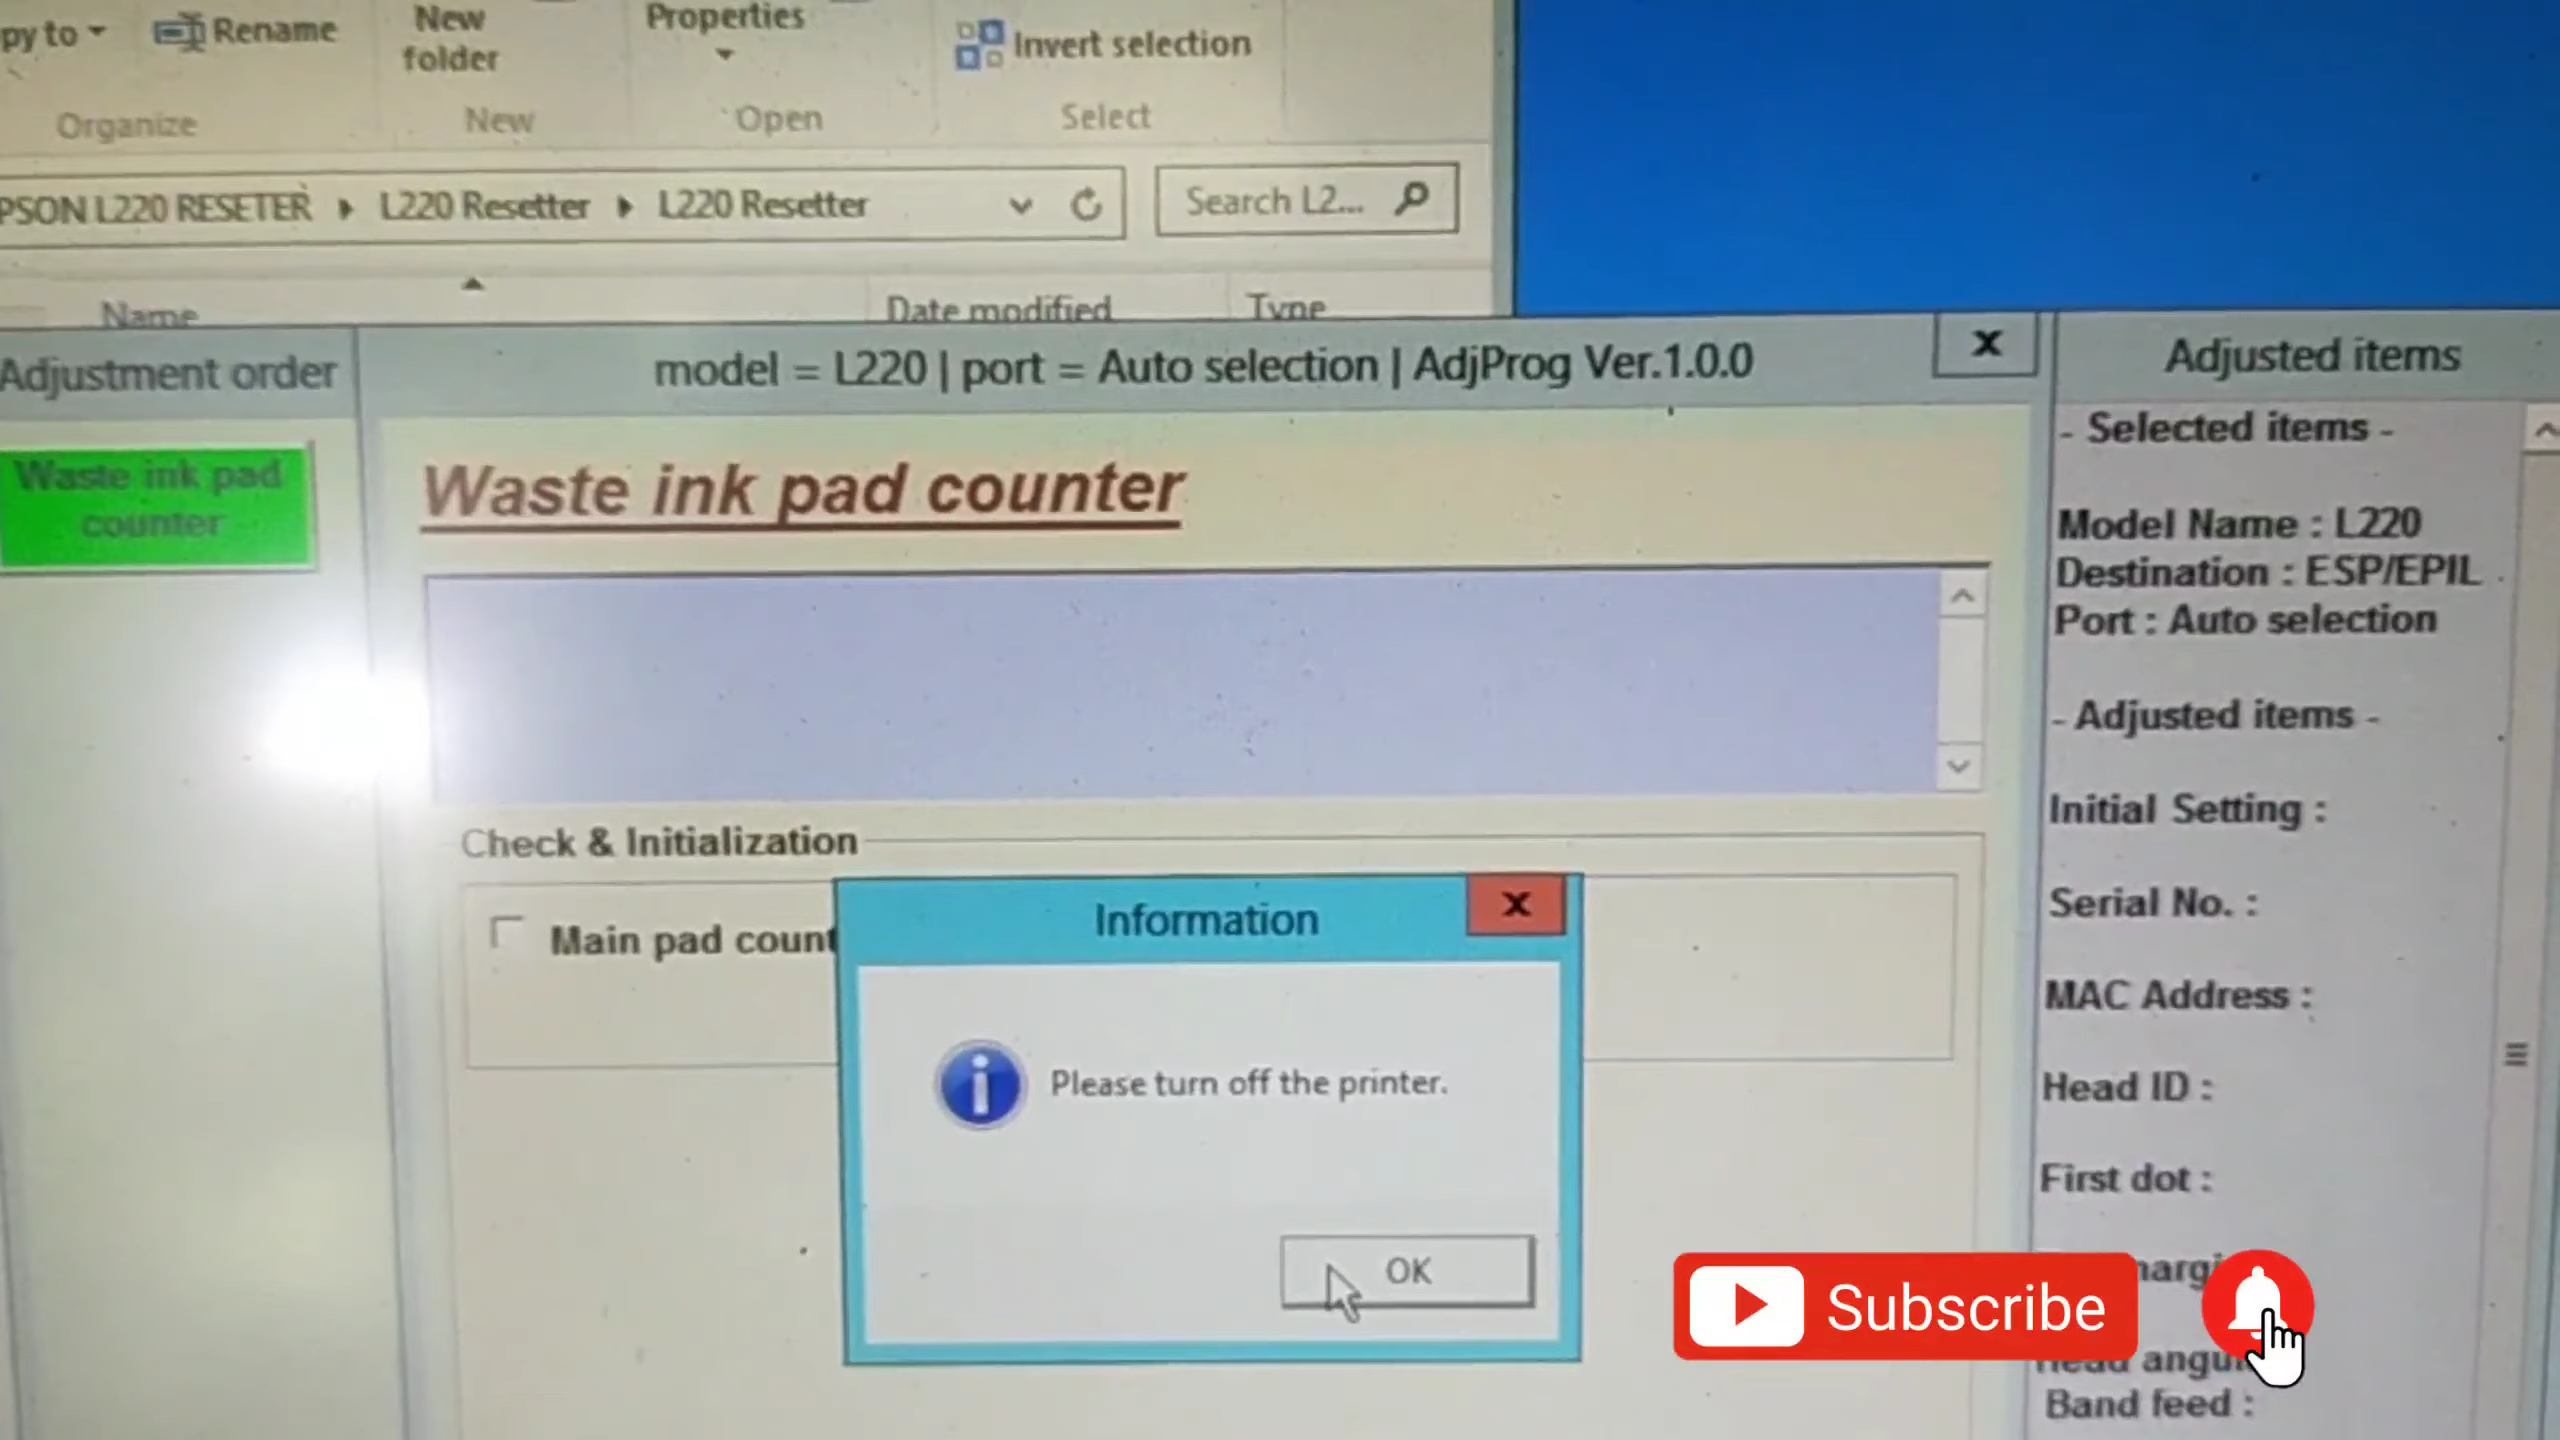 py to
Rename
New
folder
Properties
Invert selection
Organize
New
Open
Select
PSON L220 RESETER
L220 Resetter
L220 Resetter
Search L2...
Name
Date modified
Type
Adjustment order
model = L220 | port = Auto selection | AdjProg Ver.1.0.0
x
Adjusted items
Waste ink pad
counter
Waste ink pad counter
- Selected items -
Model Name : L220
Destination : ESP/EPIL
Port : Auto selection
- Adjusted items -
Initial Setting :
Serial No. :
MAC Address :
Head ID :
First dot :
Check & Initialization
Main pad count
Information
x
Please turn off the printer.
OK
Subscribe
Head angu
Band feed :